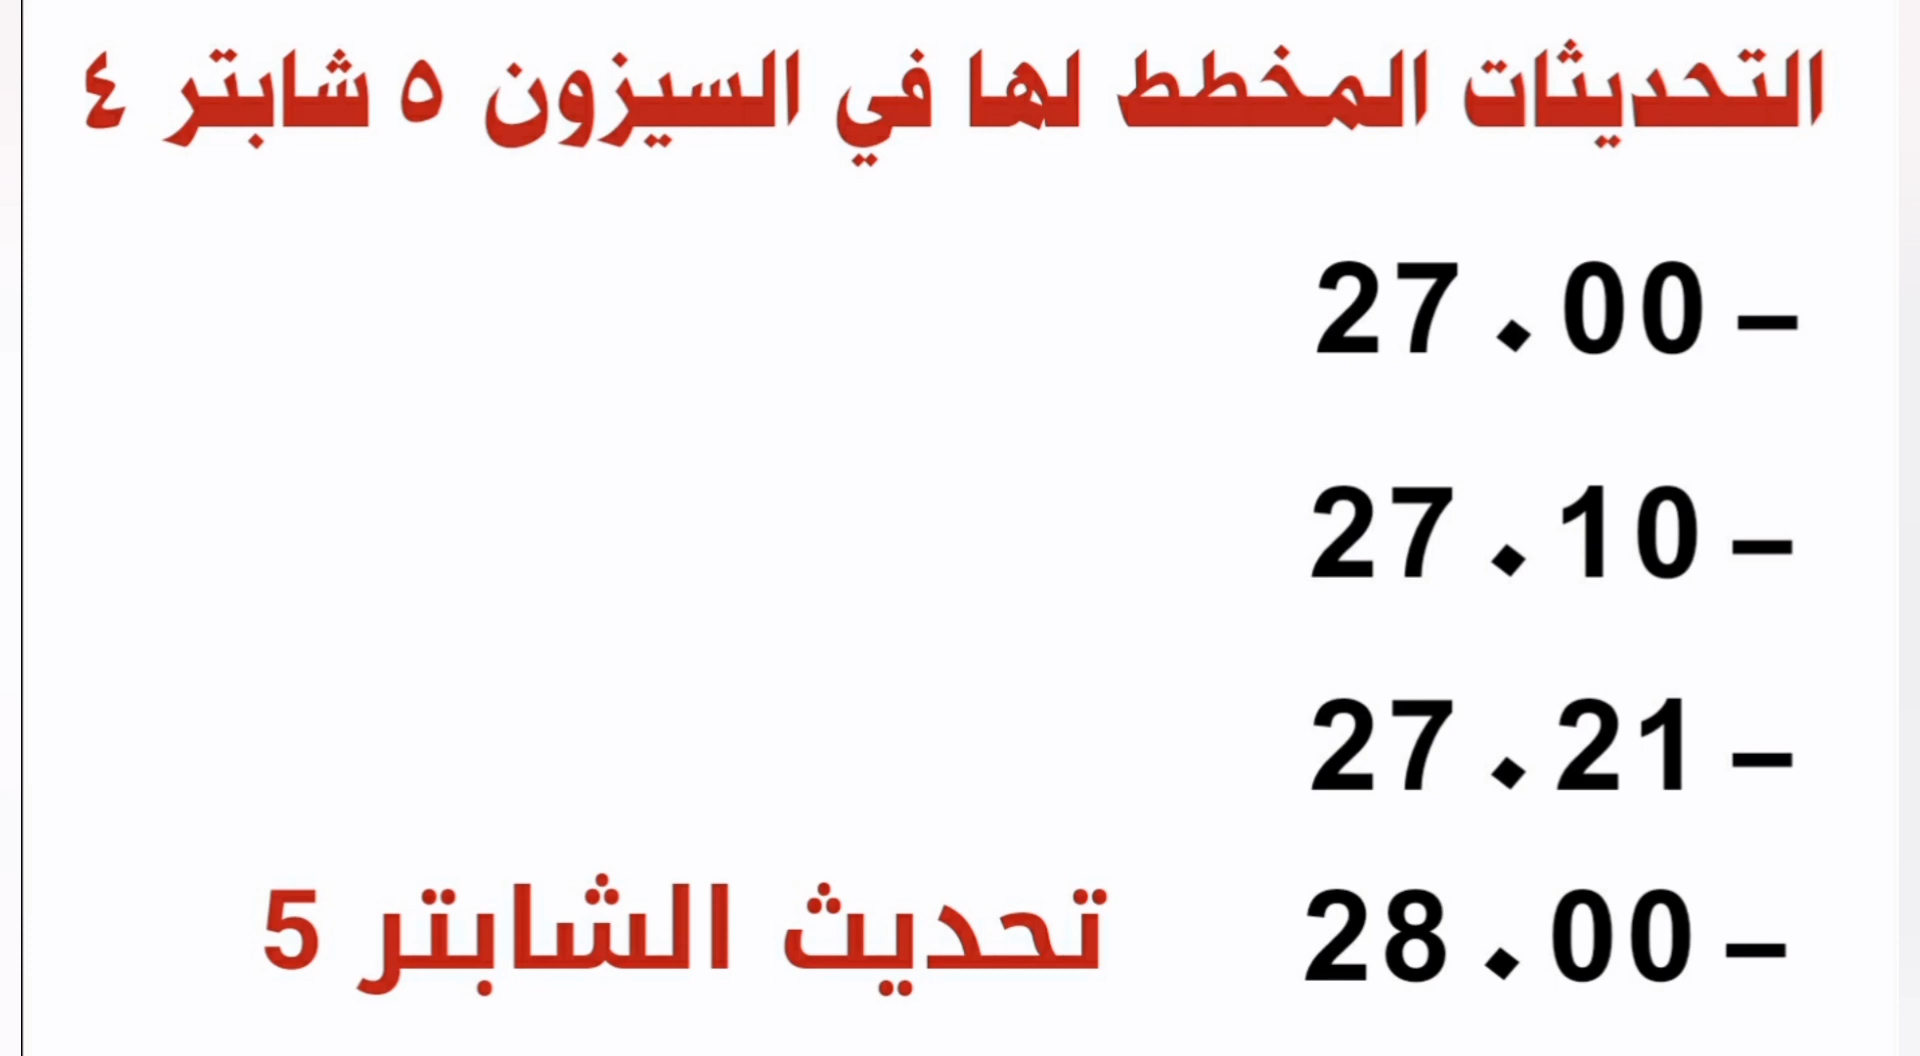 التحديثات المخطط لها في السيزون ٥ شابتر ٤
- 27.00
- 27.10
- 27.21
- 28.00 تحديث الشابتر 5